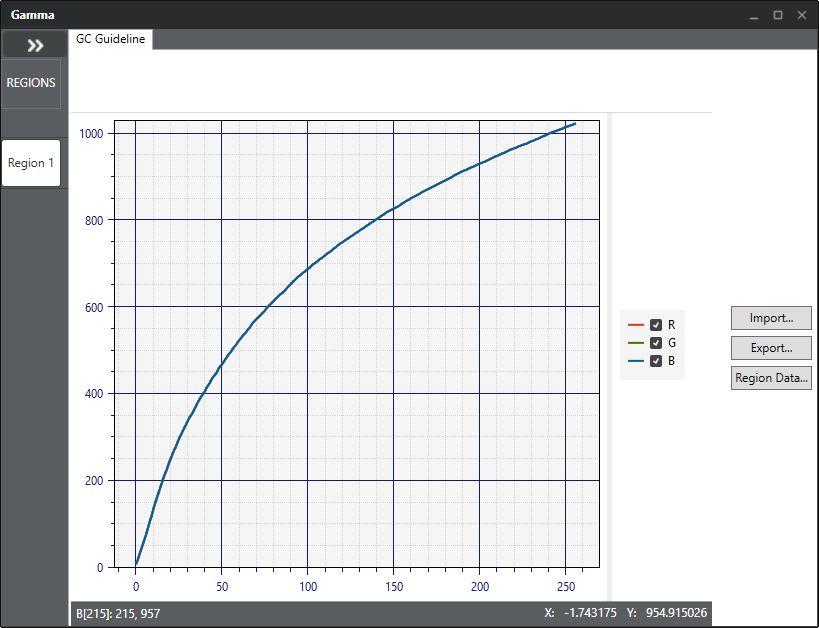 Gamma
GC Guideline
REGIONS
Region 1
1000
800
600
400
200
0
0 50 100 150 200 250
R
G
B
Import...
Export...
Region Data...
B[215]: 215, 957
X: -1.743175 Y: 954.915026